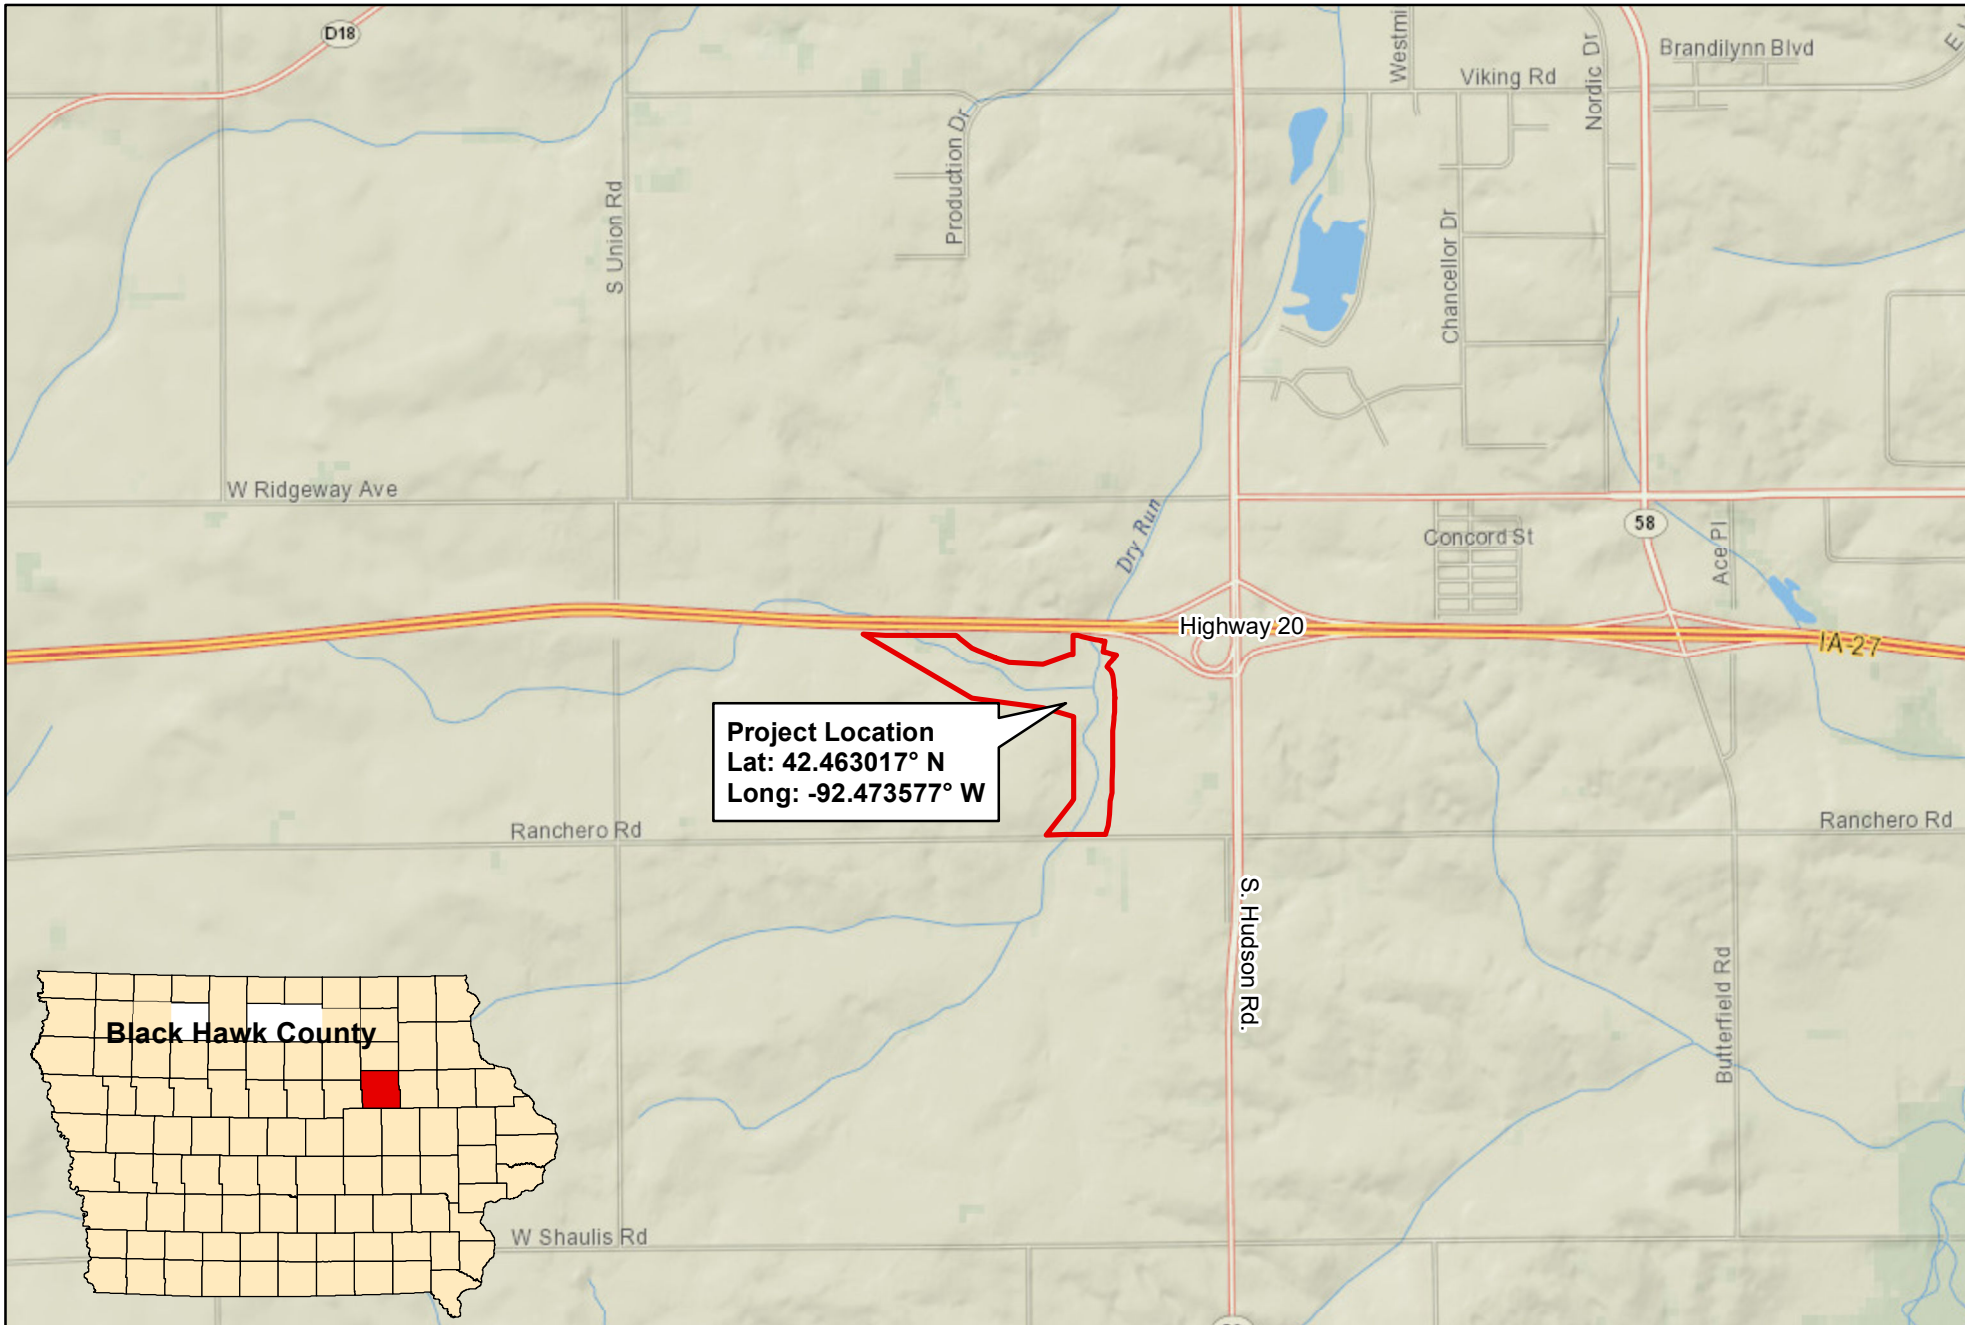 D18
Westmi
Nordic Dr
Brandilynn Blvd
Viking Rd
Production Dr
S Union Rd
Chancellor Dr
W Ridgeway Ave
Dry Run
Concord St
58
Ace Pl
Highway 20
IA-27
Project Location
Lat: 42.463017° N
Long: -92.473577° W
Ranchero Rd
Ranchero Rd
S. Hudson Rd.
Butterfield Rd
Black Hawk County
W Shaulis Rd